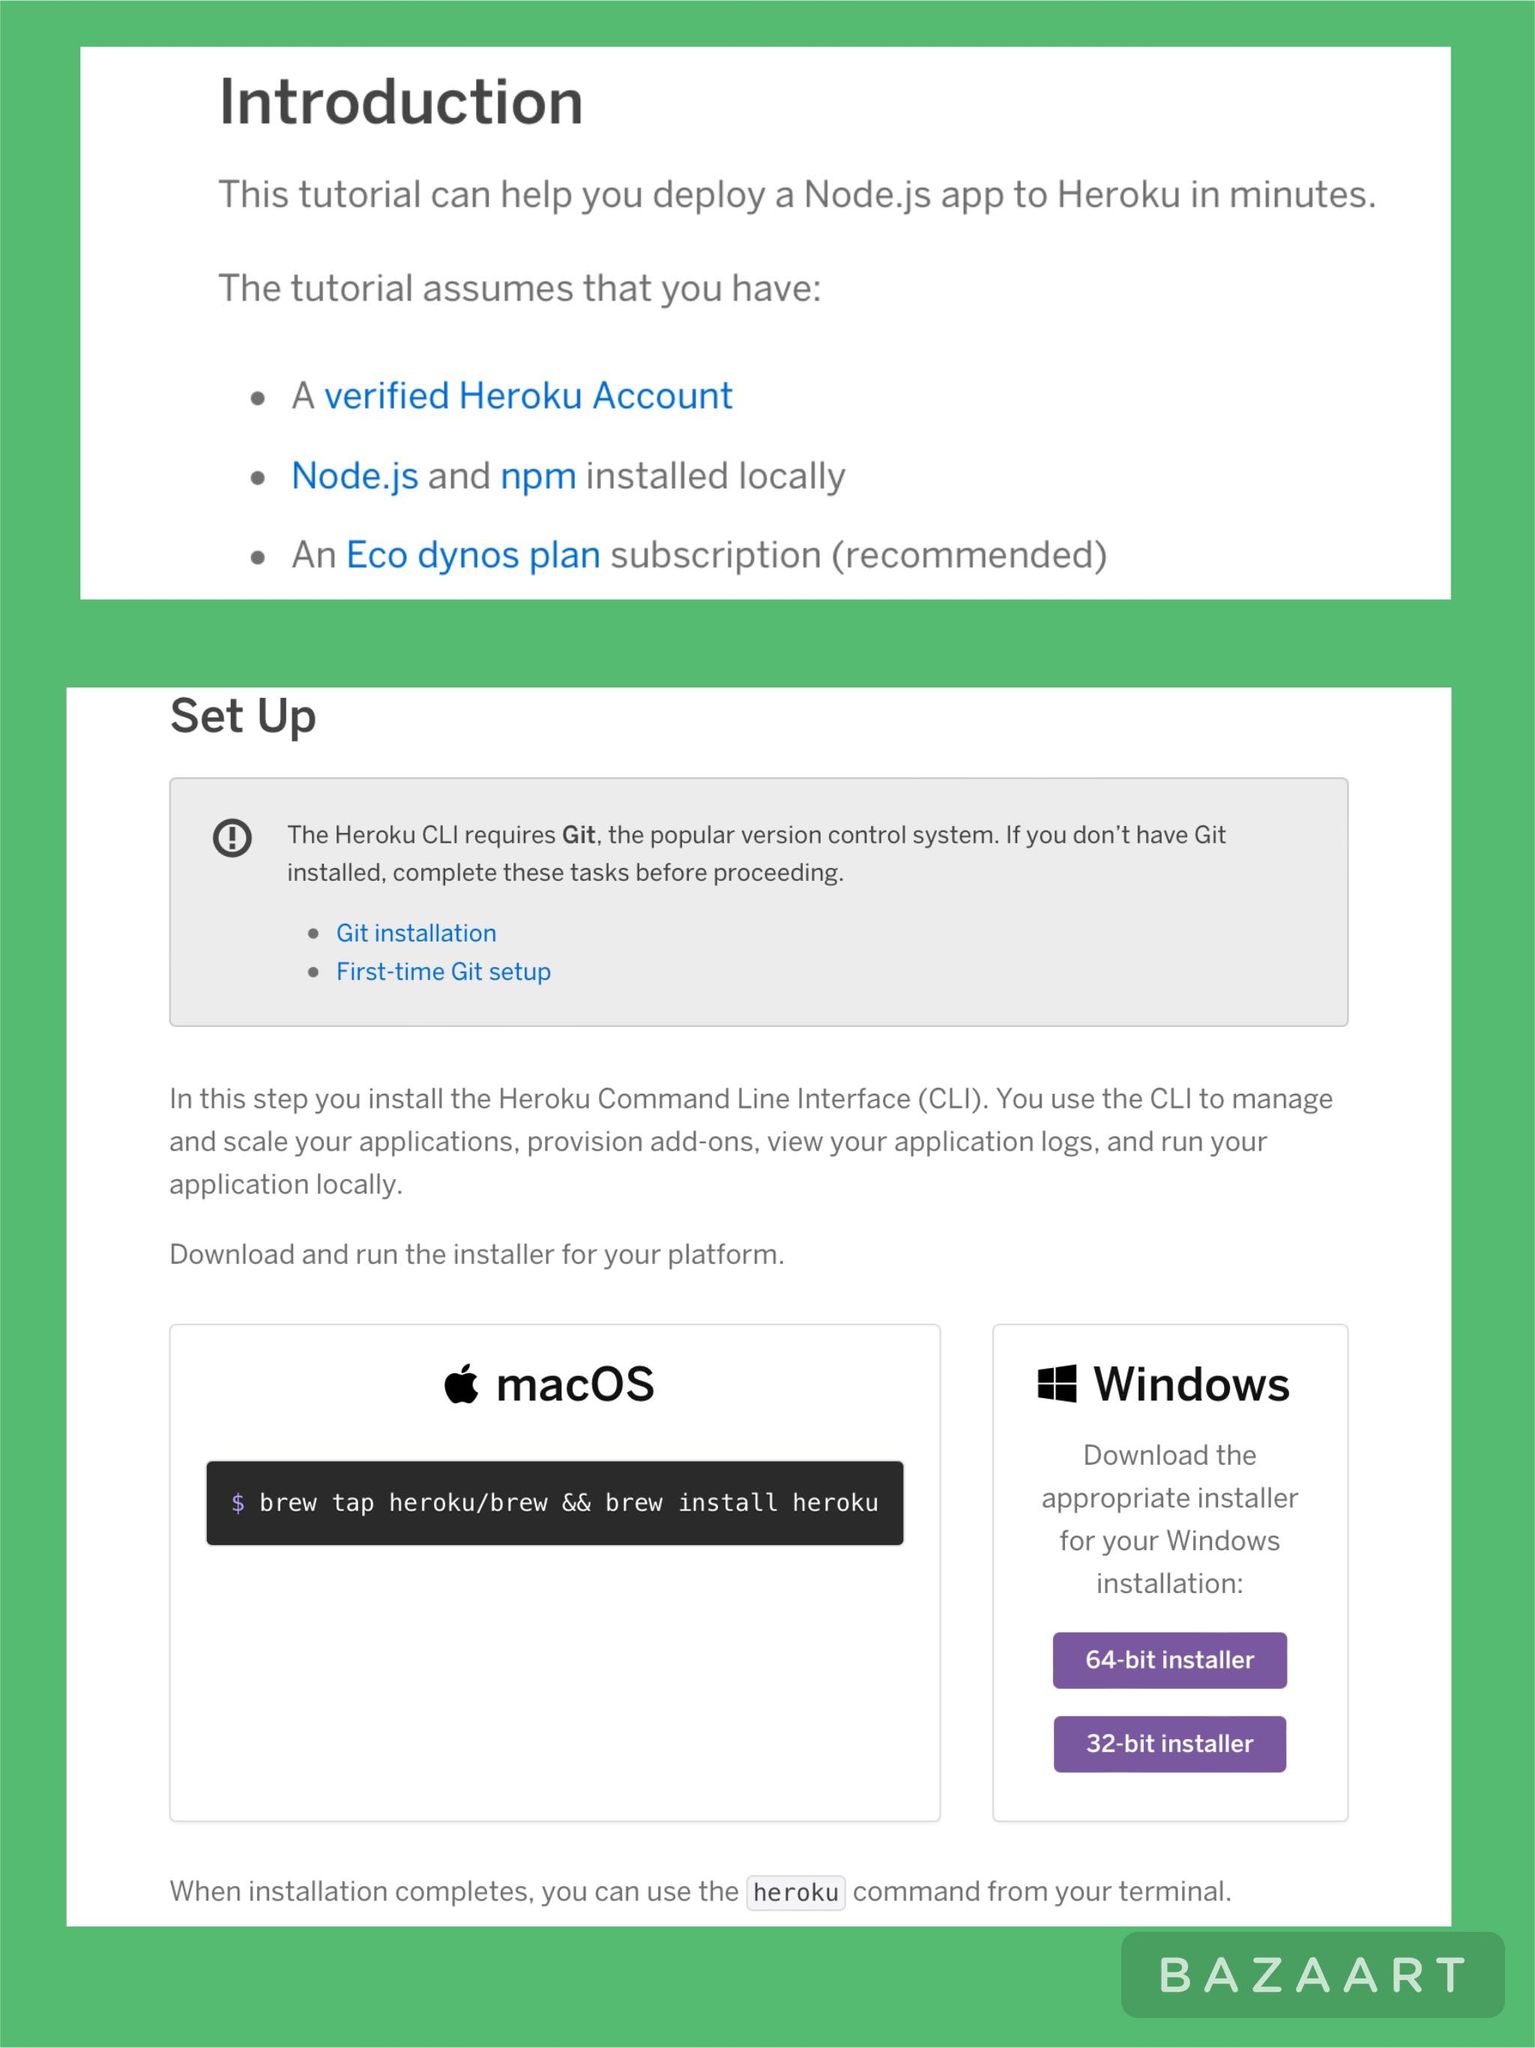 Introduction
This tutorial can help you deploy a Node.js app to Heroku in minutes.
The tutorial assumes that you have:
• A verified Heroku Account
• Node.js and npm installed locally
• An Eco dynos plan subscription (recommended)
Set Up
The Heroku CLI requires Git, the popular version control system. If you don’t have Git
installed, complete these tasks before proceeding.
• Git installation
• First-time Git setup
In this step you install the Heroku Command Line Interface (CLI). You use the CLI to manage
and scale your applications, provision add-ons, view your application logs, and run your
application locally.
Download and run the installer for your platform.
macOS
$ brew tap heroku/brew && brew install heroku
Windows
Download the
appropriate installer
for your Windows
installation:
64-bit installer
32-bit installer
When installation completes, you can use the heroku command from your terminal.
BAZAART